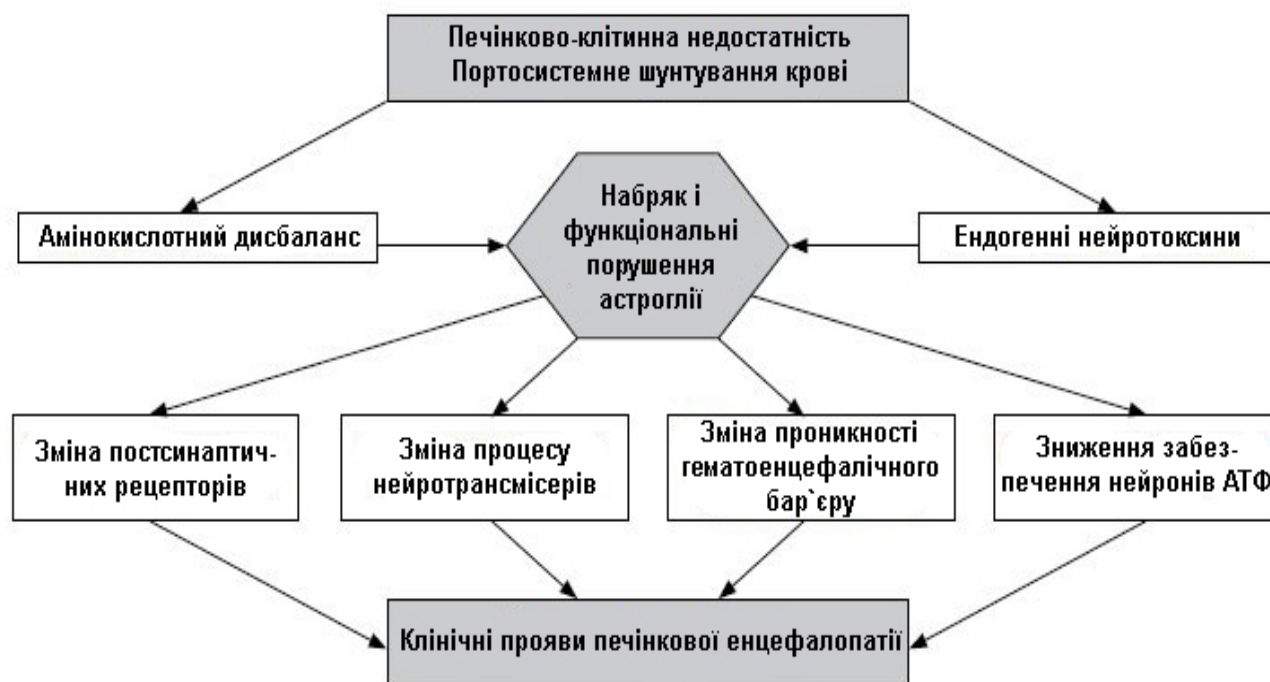 Печінково-клітинна недостатність
Портосистемне шунтування крові
Набряк і
функціональні
порушення
астроглії
Амінокислотний дисбаланс
Ендогенні нейротоксини
Зміна постсинаптич-
них рецепторів
Зміна процесу
нейротрансмісерів
Зміна проникності
гематоенцефалічного
бар`єру
Зниження забез-
печення нейронів АТФ
Клінічні прояви печінкової енцефалопатії